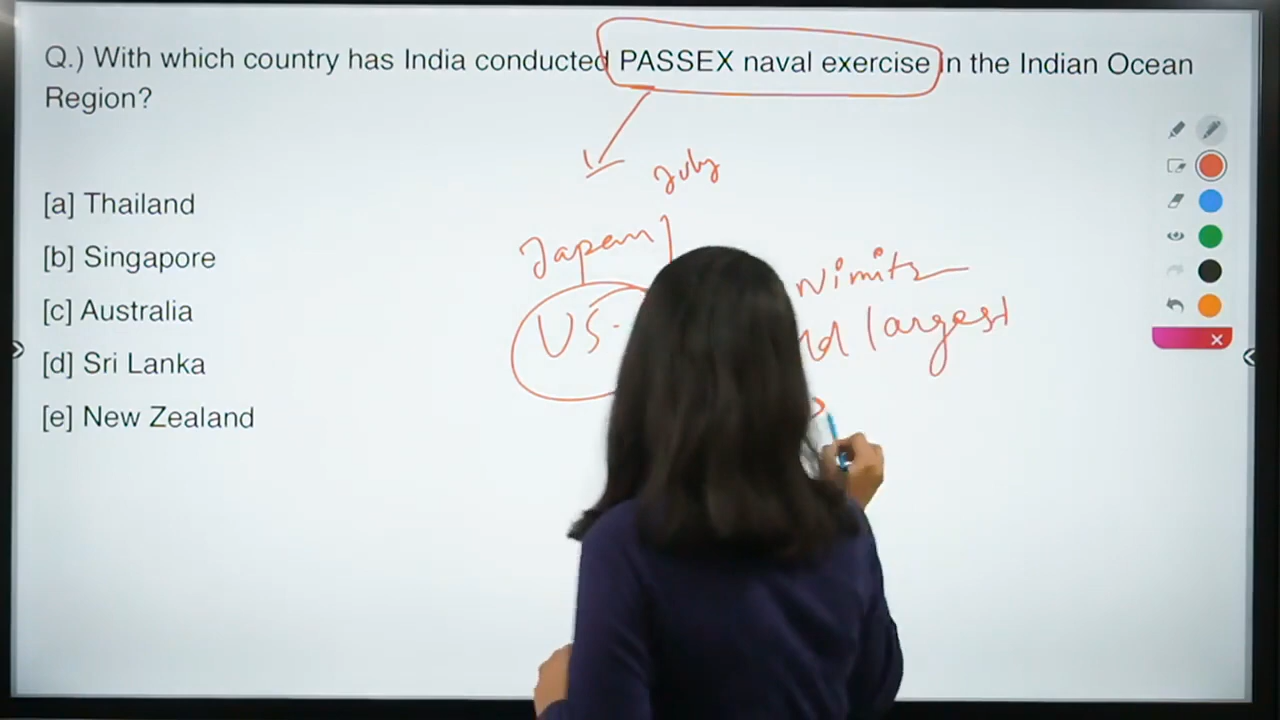 Q.) With which country has India conducted PASSEX naval exercise in the Indian Ocean
Region?
July
[a] Thailand
Japan
[b] Singapore
Nimitz
[c] Australia
US
largest
[d] Sri Lanka
[e] New Zealand